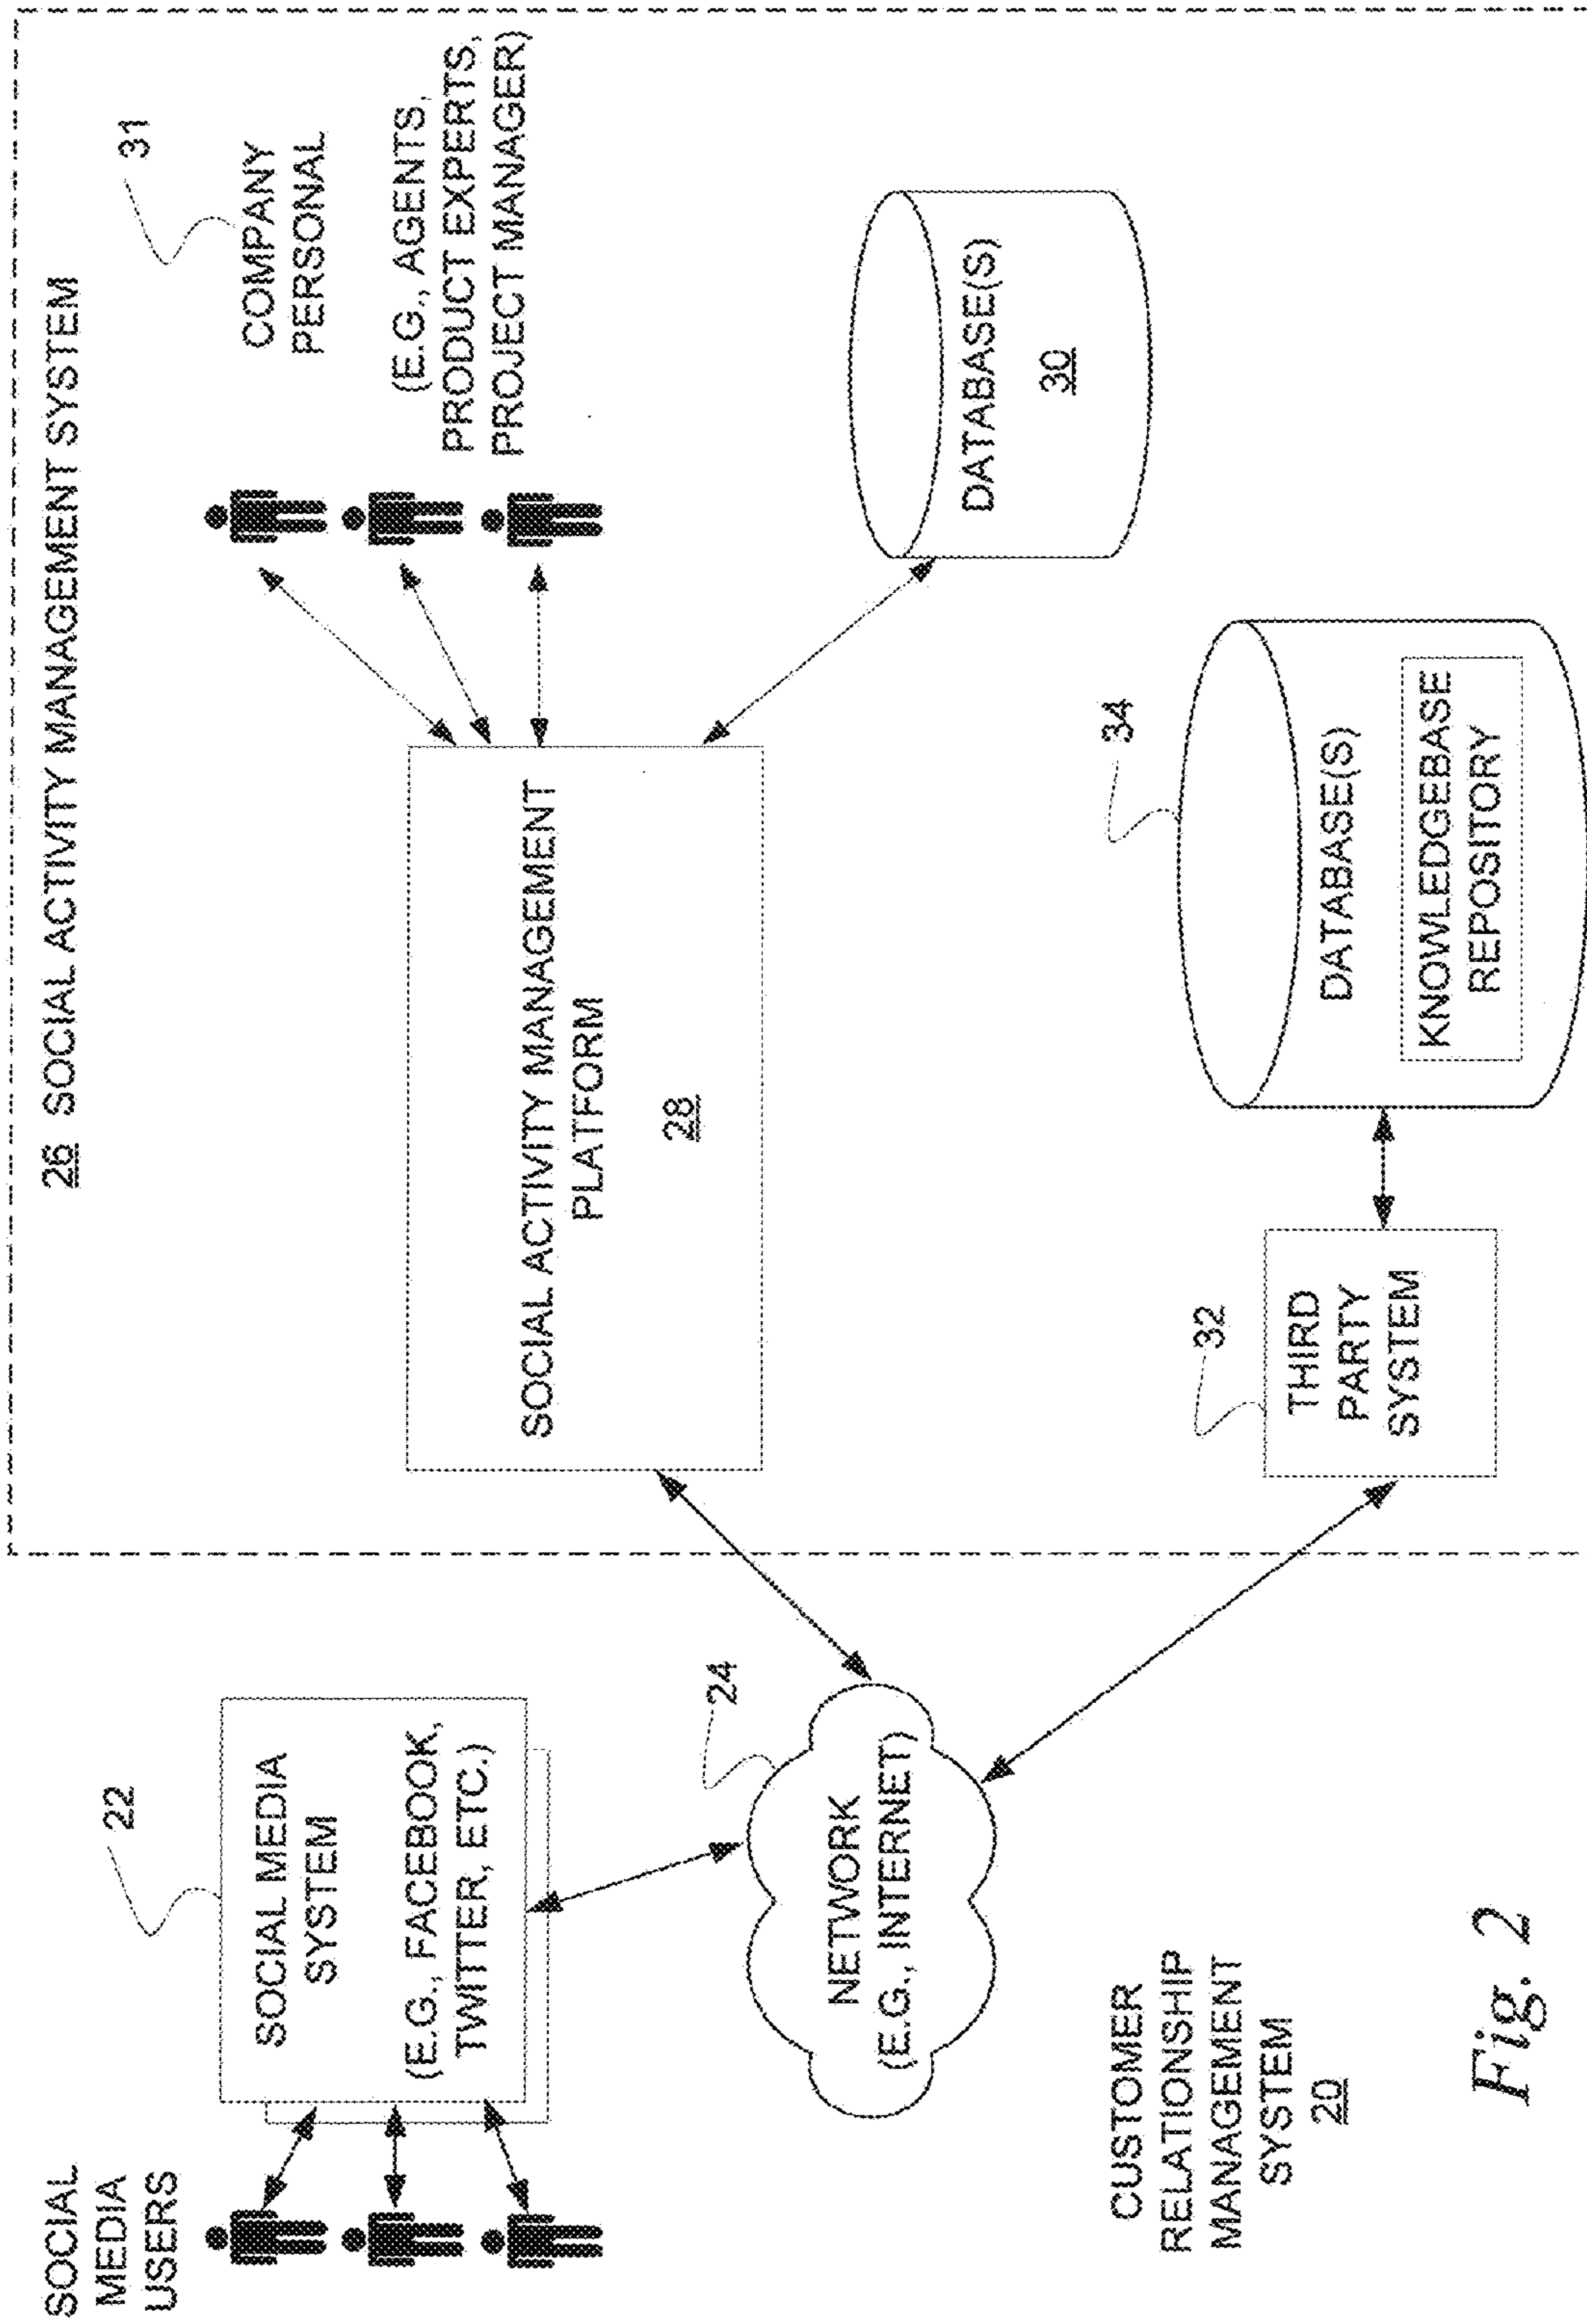 SOCIAL
MEDIA
USERS
22
SOCIAL MEDIA
SYSTEM
(E.G., FACEBOOK,
TWITTER, ETC.)
24
NETWORK
(E.G., INTERNET)
CUSTOMER
RELATIONSHIP
MANAGEMENT
SYSTEM
20
26 SOCIAL ACTIVITY MANAGEMENT SYSTEM
31
COMPANY
PERSONAL
(E.G., AGENTS,
PRODUCT EXPERTS,
PROJECT MANAGER)
SOCIAL ACTIVITY MANAGEMENT
PLATFORM
28
DATABASE(S)
30
32
THIRD
PARTY
SYSTEM
34
DATABASE(S)
KNOWLEDGEBASE
REPOSITORY
Fig. 2